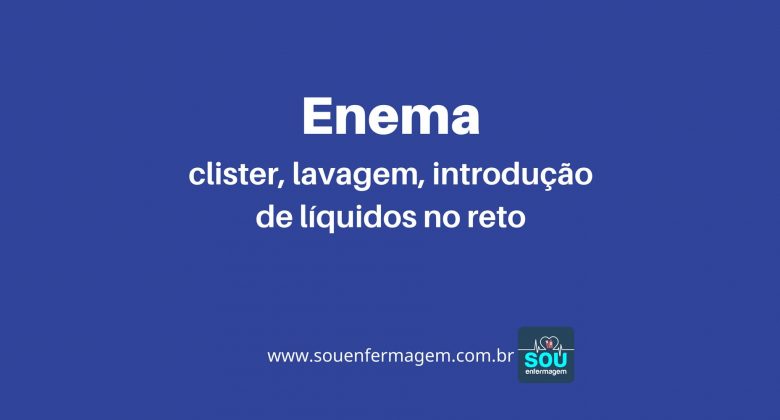 Enema
clister, lavagem, introdução
de líquidos no reto
www.souenfermagem.com.br
SOU
enfermagem